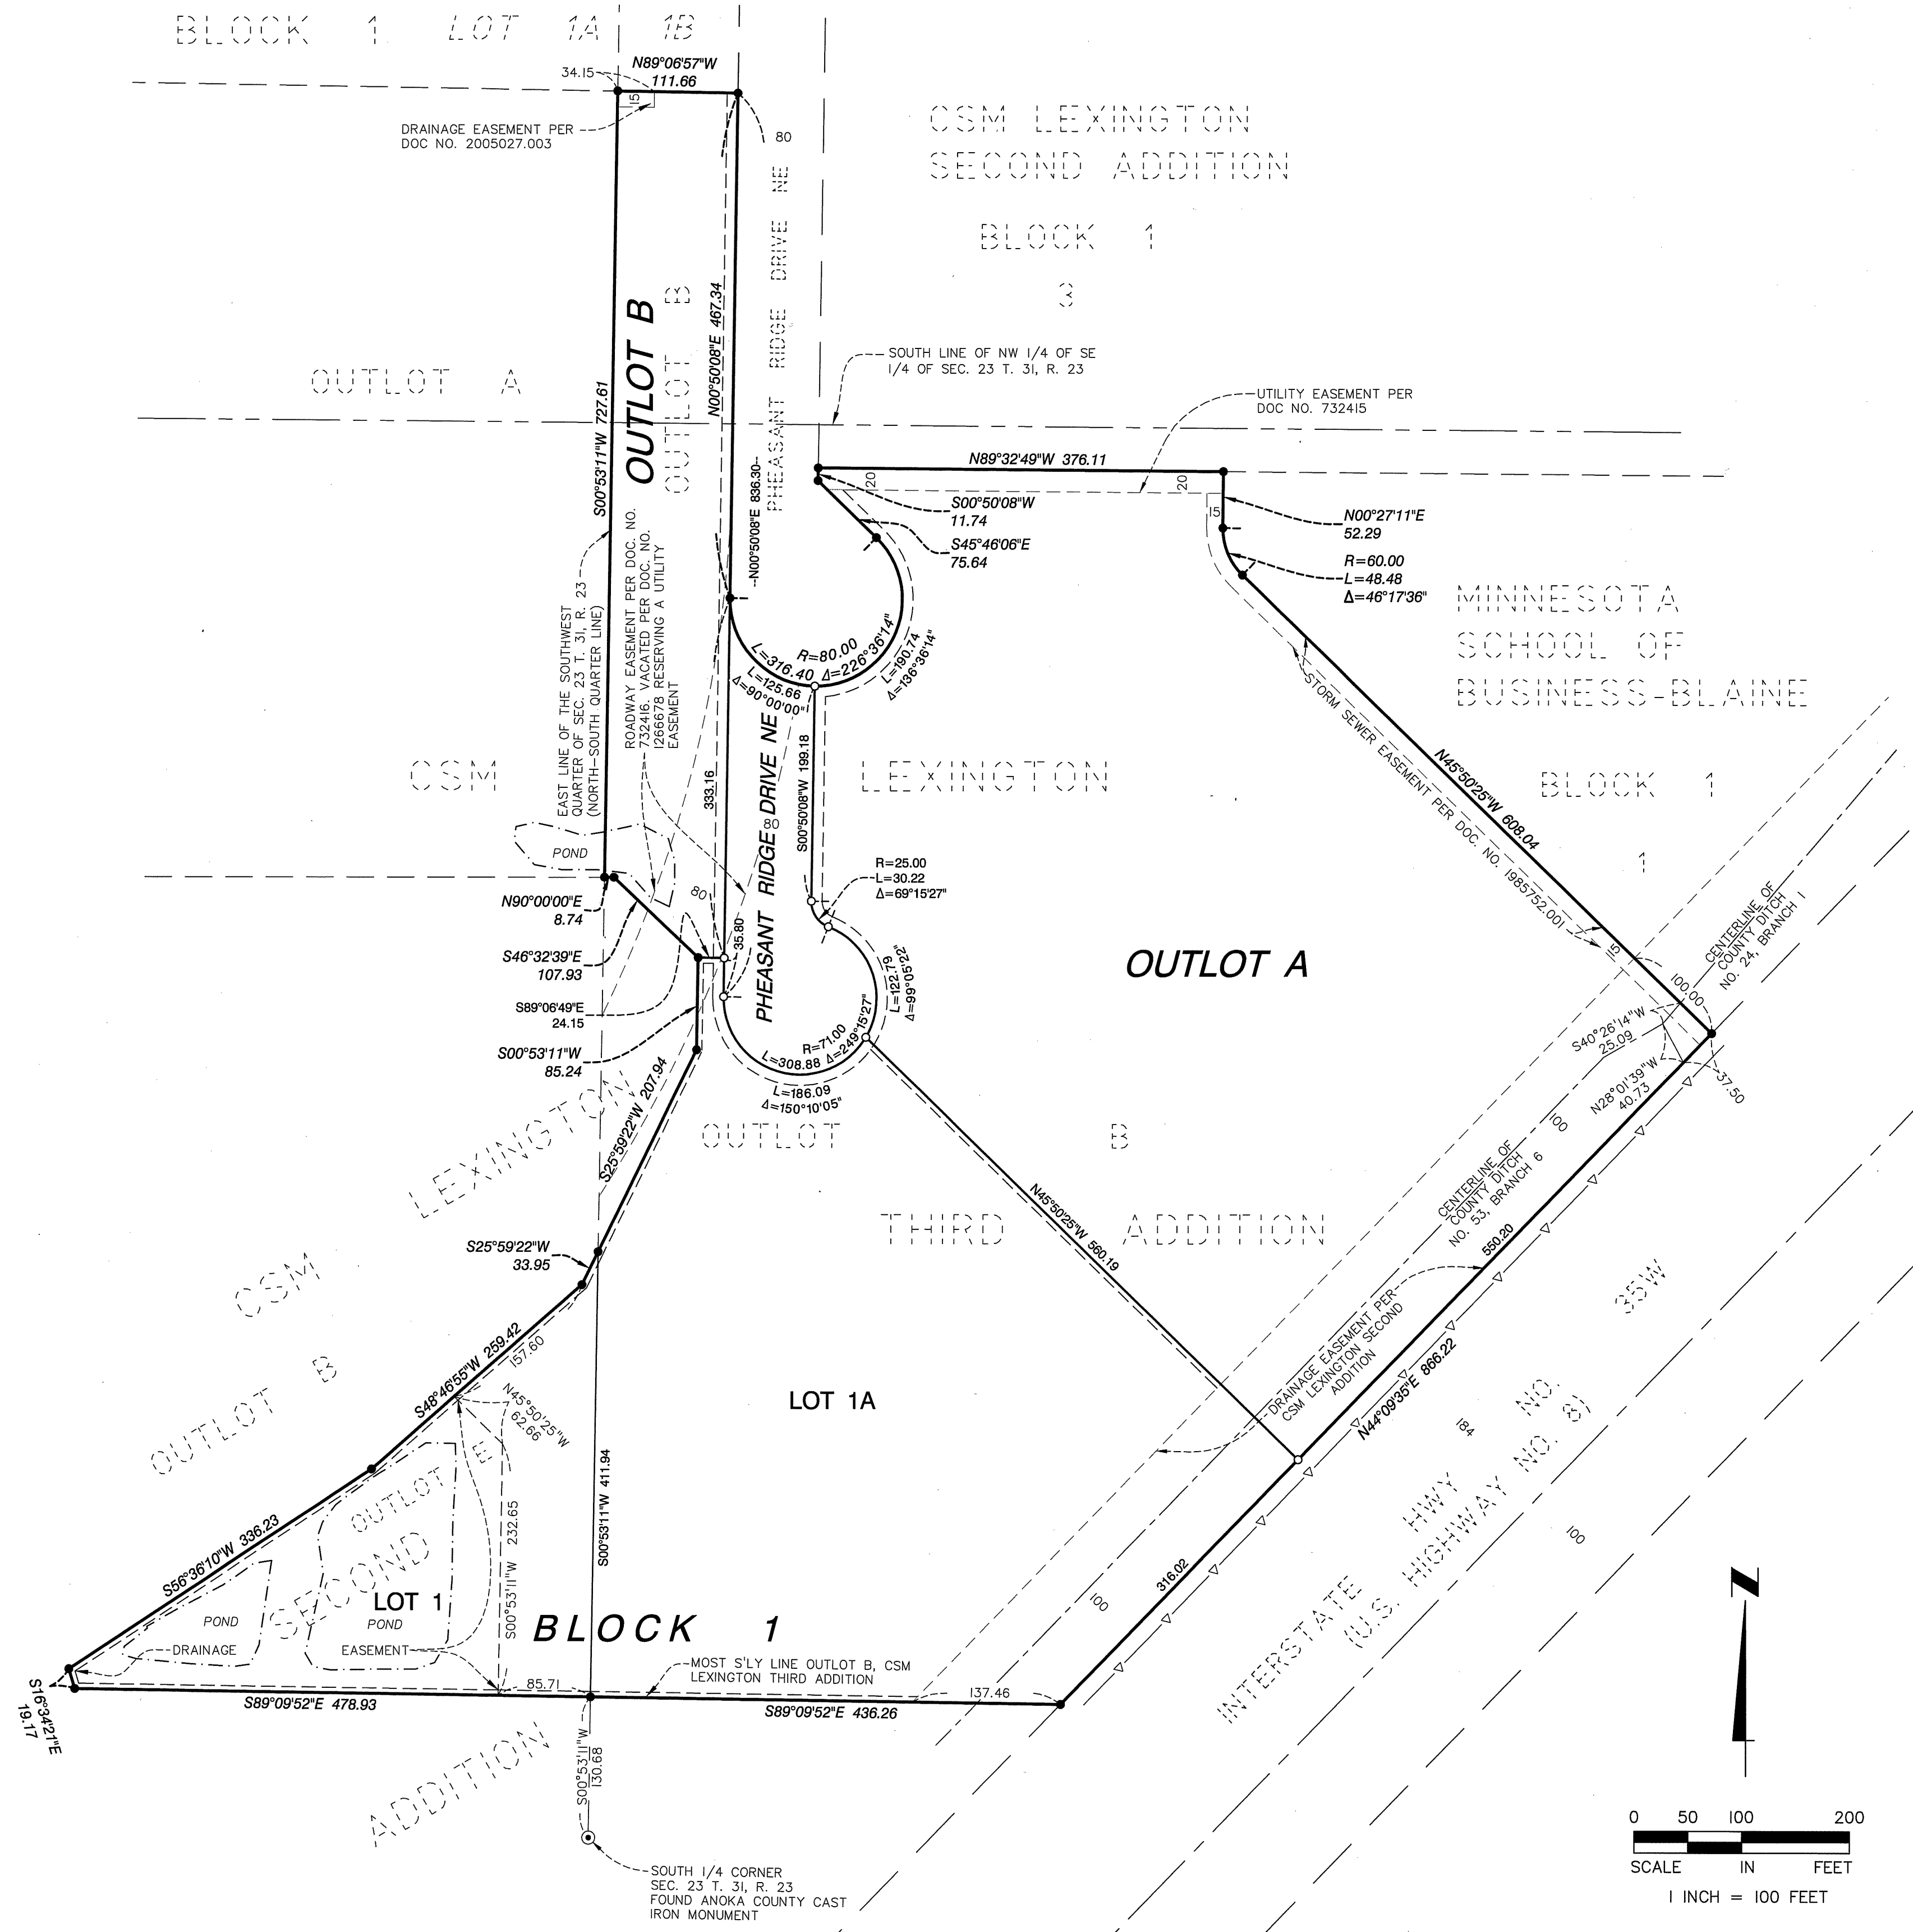 BLOCK 1 LOT 1A 1B
N89°06'57"W
111.66
34.15
15
DRAINAGE EASEMENT PER
DOC NO. 2005027.003
80
CSM LEXINGTON
SECOND ADDITION
BLOCK 1
3
PHEASANT RIDGE DRIVE NE
OUTLOT B
OUTLOT B
N00°50'08"E 467.34
S00°53'11"W 727.61
OUTLOT A
SOUTH LINE OF NW 1/4 OF SE
1/4 OF SEC. 23 T. 31, R. 23
UTILITY EASEMENT PER
DOC NO. 732415
N89°32'49"W 376.11
20
20
15
--N00°50'08"E 836.30--
S00°50'08"W
11.74
S45°46'06"E
75.64
N00°27'11"E
52.29
R=60.00
L=48.48
Δ=46°17'36"
MINNESOTA
SCHOOL OF
BUSINESS-BLAINE
BLOCK 1
1
EAST LINE OF THE SOUTHWEST
QUARTER OF SEC. 23 T. 31, R. 23
(NORTH-SOUTH QUARTER LINE)
ROADWAY EASEMENT PER DOC. NO.
732416. VACATED PER DOC. NO.
1266678 RESERVING A UTILITY
EASEMENT
R=80.00
L=316.40 Δ=226°36'14"
L=125.66
Δ=90°00'00"
L=190.74
Δ=136°36'14"
STORM SEWER EASEMENT PER DOC. NO. 1985752.001
N45°50'25"W 608.04
15
CSM
LEXINGTON
333.16
PHEASANT RIDGE DRIVE NE
80
S00°50'08"W 199.18
POND
R=25.00
L=30.22
Δ=69°15'27"
80
35.80
N90°00'00"E
8.74
S46°32'39"E
107.93
S89°06'49"E
24.15
S00°53'11"W
85.24
OUTLOT A
L=122.79
Δ=99°05'22"
R=71.00
L=308.88 Δ=249°15'27"
L=186.09
Δ=150°10'05"
CENTERLINE OF
COUNTY DITCH
NO. 24, BRANCH 1
100.00
S40°26'14"W
25.09
N28°01'39"W
40.73
37.50
100
CENTERLINE OF
COUNTY DITCH
NO. 53, BRANCH 6
S25°59'22"W 207.94
LEXINGTON
OUTLOT B
THIRD ADDITION
N45°50'25"W 560.19
S25°59'22"W
33.95
CSM
OUTLOT B
550.20
DRAINAGE EASEMENT PER
CSM LEXINGTON SECOND
ADDITION
N44°09'35"E 866.22
S48°46'55"W 259.42
157.60
N45°50'25"W
62.66
LOT 1A
S00°53'11"W 411.94
S00°53'11"W 232.65
S56°36'10"W 336.23
OUTLOT E
SECOND
LOT 1
POND
POND
DRAINAGE
EASEMENT
BLOCK 1
316.02
100
184
100
INTERSTATE HWY NO. 35W
(U.S. HIGHWAY NO. 8)
MOST S'LY LINE OUTLOT B, CSM
LEXINGTON THIRD ADDITION
85.71
137.46
S16°34'21"E
19.17
S89°09'52"E 478.93
S89°09'52"E 436.26
ADDITION
S00°53'11"W
130.68
SOUTH 1/4 CORNER
SEC. 23 T. 31, R. 23
FOUND ANOKA COUNTY CAST
IRON MONUMENT
N
0 50 100 200
SCALE IN FEET
1 INCH = 100 FEET